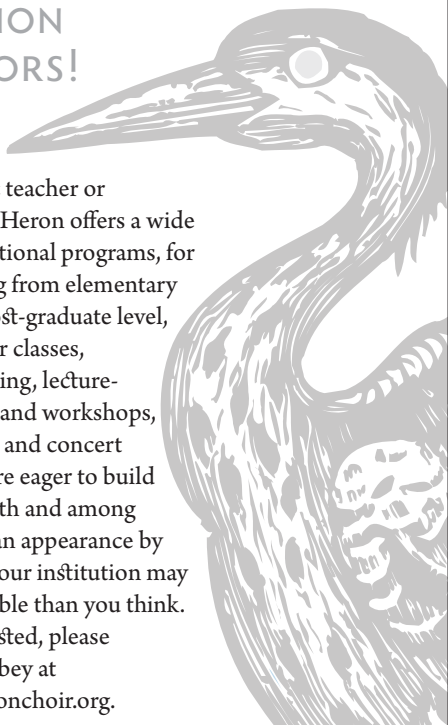 ION
ORS!
teacher or
Heron offers a wide
tional programs, for
g from elementary
ost-graduate level,
r classes,
ing, lecture-
and workshops,
and concert
re eager to build
th and among
an appearance by
our institution may
ble than you think.
sted, please
bey at
onchoir.org.